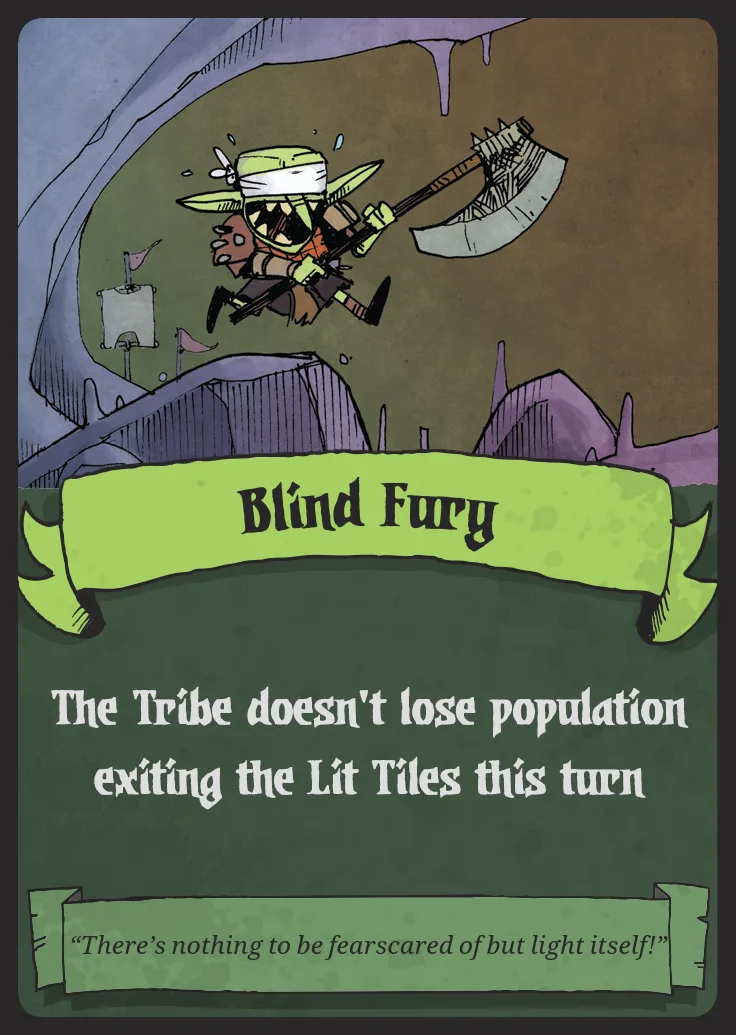 Blind Fury
The Tribe doesn't lose population
exiting the Lit Tiles this turn
“There’s nothing to be fearscared of but light itself!”